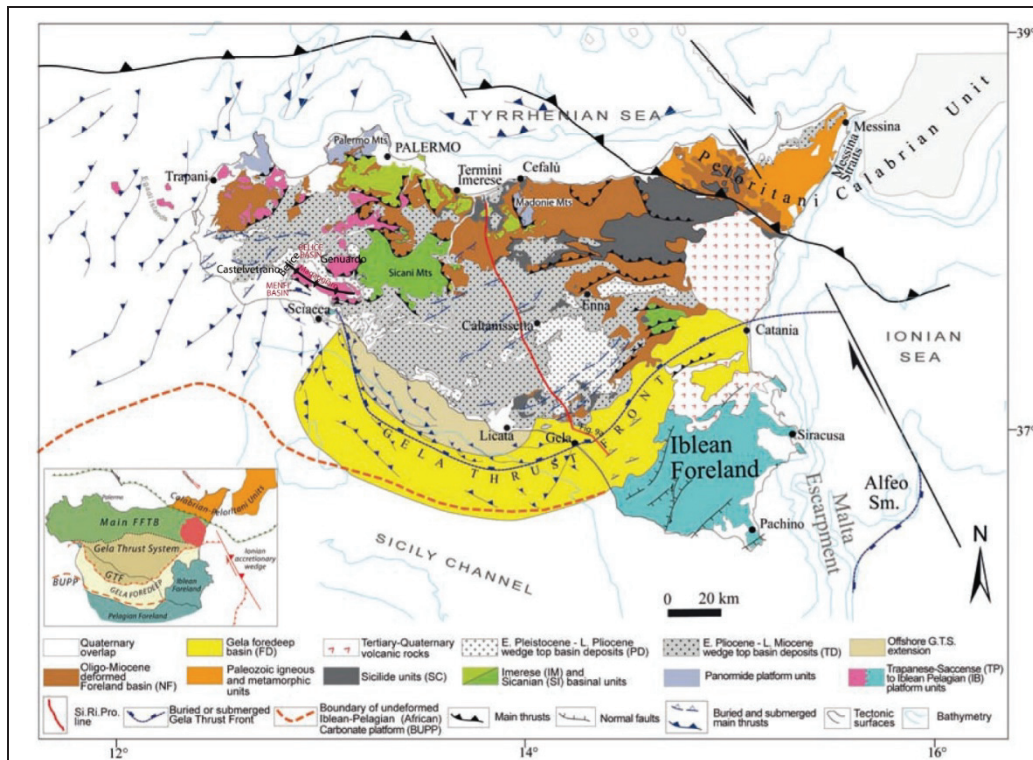 39°
TYRRHENIAN SEA
Calabrian Unit
Messina
Messina
Straits
Peloritani
Palermo Mts
PALERMO
Trapani
Termini
Imerese
Cefalù
Madonie Mts
BELICE
BASIN
Genuardo
Castelvetrano
Sicani Mts
MENFI
BASIN
Sciacca
Enna
Caltanissetta
Catania
IONIAN
SEA
GELA THRUST FRONT
Licata
Gela
37°
Siracusa
Iblean
Foreland
Alfeo
Sm.
Malta
Escarpment
Pachino
N
SICILY CHANNEL
0 20 km
Palermo
Calabrian-Peloritani Units
Main FFTB
Gela Thrust System
GTF
GELA FOREDEEP
BUPP
Iblean
Foreland
Ionian
accretionary
wedge
Pelagian Foreland
Quaternary
overlap
Gela foredeep
basin (FD)
Tertiary-Quaternary
volcanic rocks
E. Pleistocene - L. Pliocene
wedge top basin deposits (PD)
E. Pliocene - L. Miocene
wedge top basin deposits (TD)
Offshore G.T.S.
extension
Oligo-Miocene
deformed
Foreland basin (NF)
Paleozoic igneous
and metamorphic
units
Sicilide units (SC)
Imerese (IM) and
Sicanian (SI) basinal
units
Panormide platform units
Trapanese-Saccense (TP)
to Iblean Pelagian (IB)
platform units
Si.Ri.Pro.
line
Buried or submerged
Gela Thrust Front
Boundary of undeformed
Iblean-Pelagian (African)
Carbonate platform (BUPP)
Main thrusts
Normal faults
Buried and submerged
main thrusts
Tectonic
surfaces
Bathymetry
12°
14°
16°